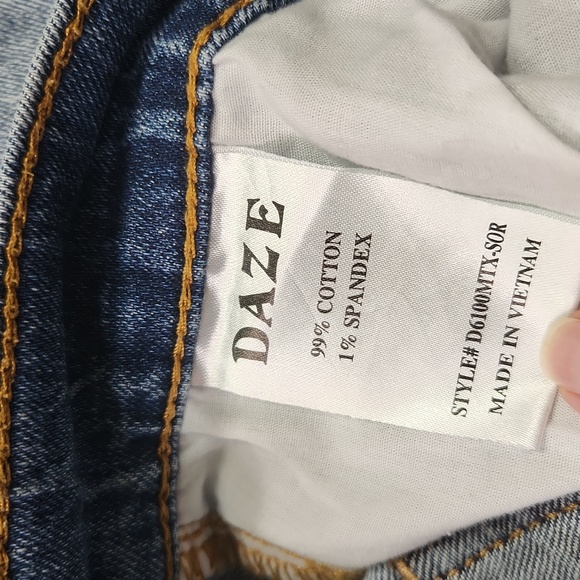 DAZE
99% COTTON
1% SPANDEX
STYLE# D6100MTX-SOR
MADE IN VIETNAM